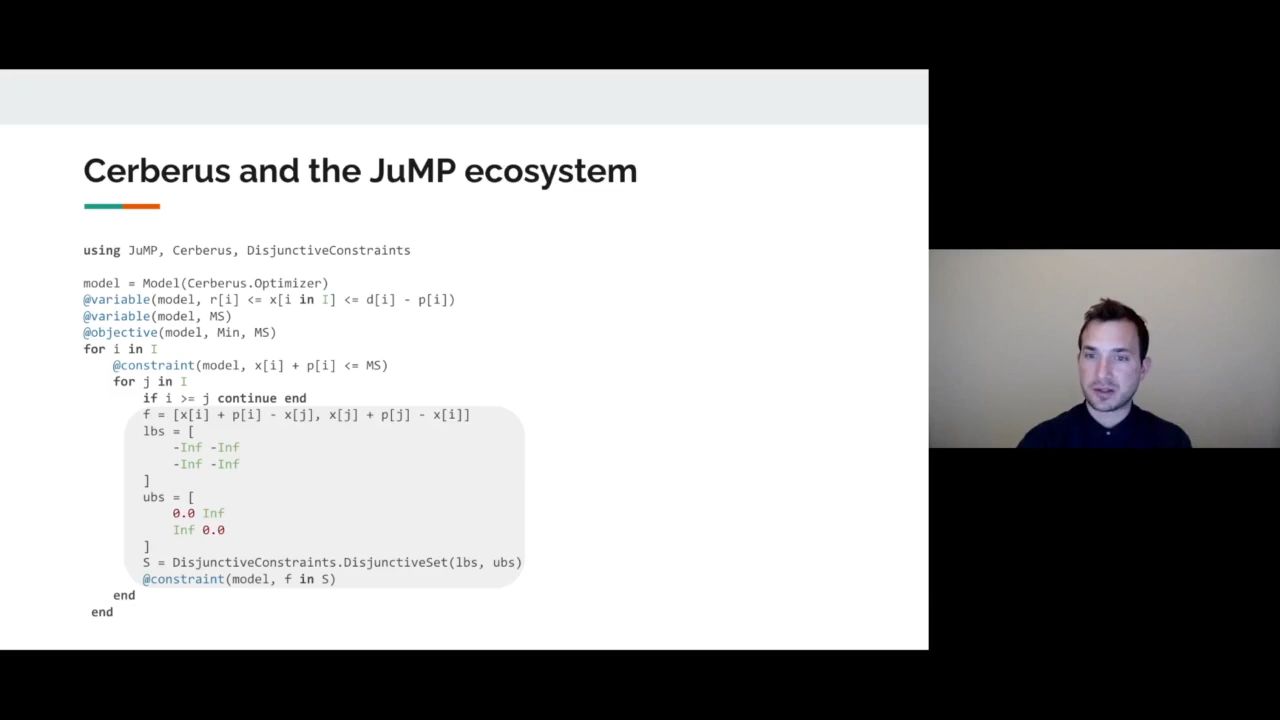 Cerberus and the JuMP ecosystem
using JuMP, Cerberus, DisjunctiveConstraints
model = Model(Cerberus.Optimizer)
@variable(model, r[i] <= x[i in I] <= d[i] - p[i])
@variable(model, MS)
@objective(model, Min, MS)
for i in I
    @constraint(model, x[i] + p[i] <= MS)
    for j in I
        if i >= j continue end
        f = [x[i] + p[i] - x[j], x[j] + p[j] - x[i]]
        lbs = [
            -Inf -Inf
            -Inf -Inf
        ]
        ubs = [
            0.0 Inf
            Inf 0.0
        ]
        S = DisjunctiveConstraints.DisjunctiveSet(lbs, ubs)
        @constraint(model, f in S)
    end
 end